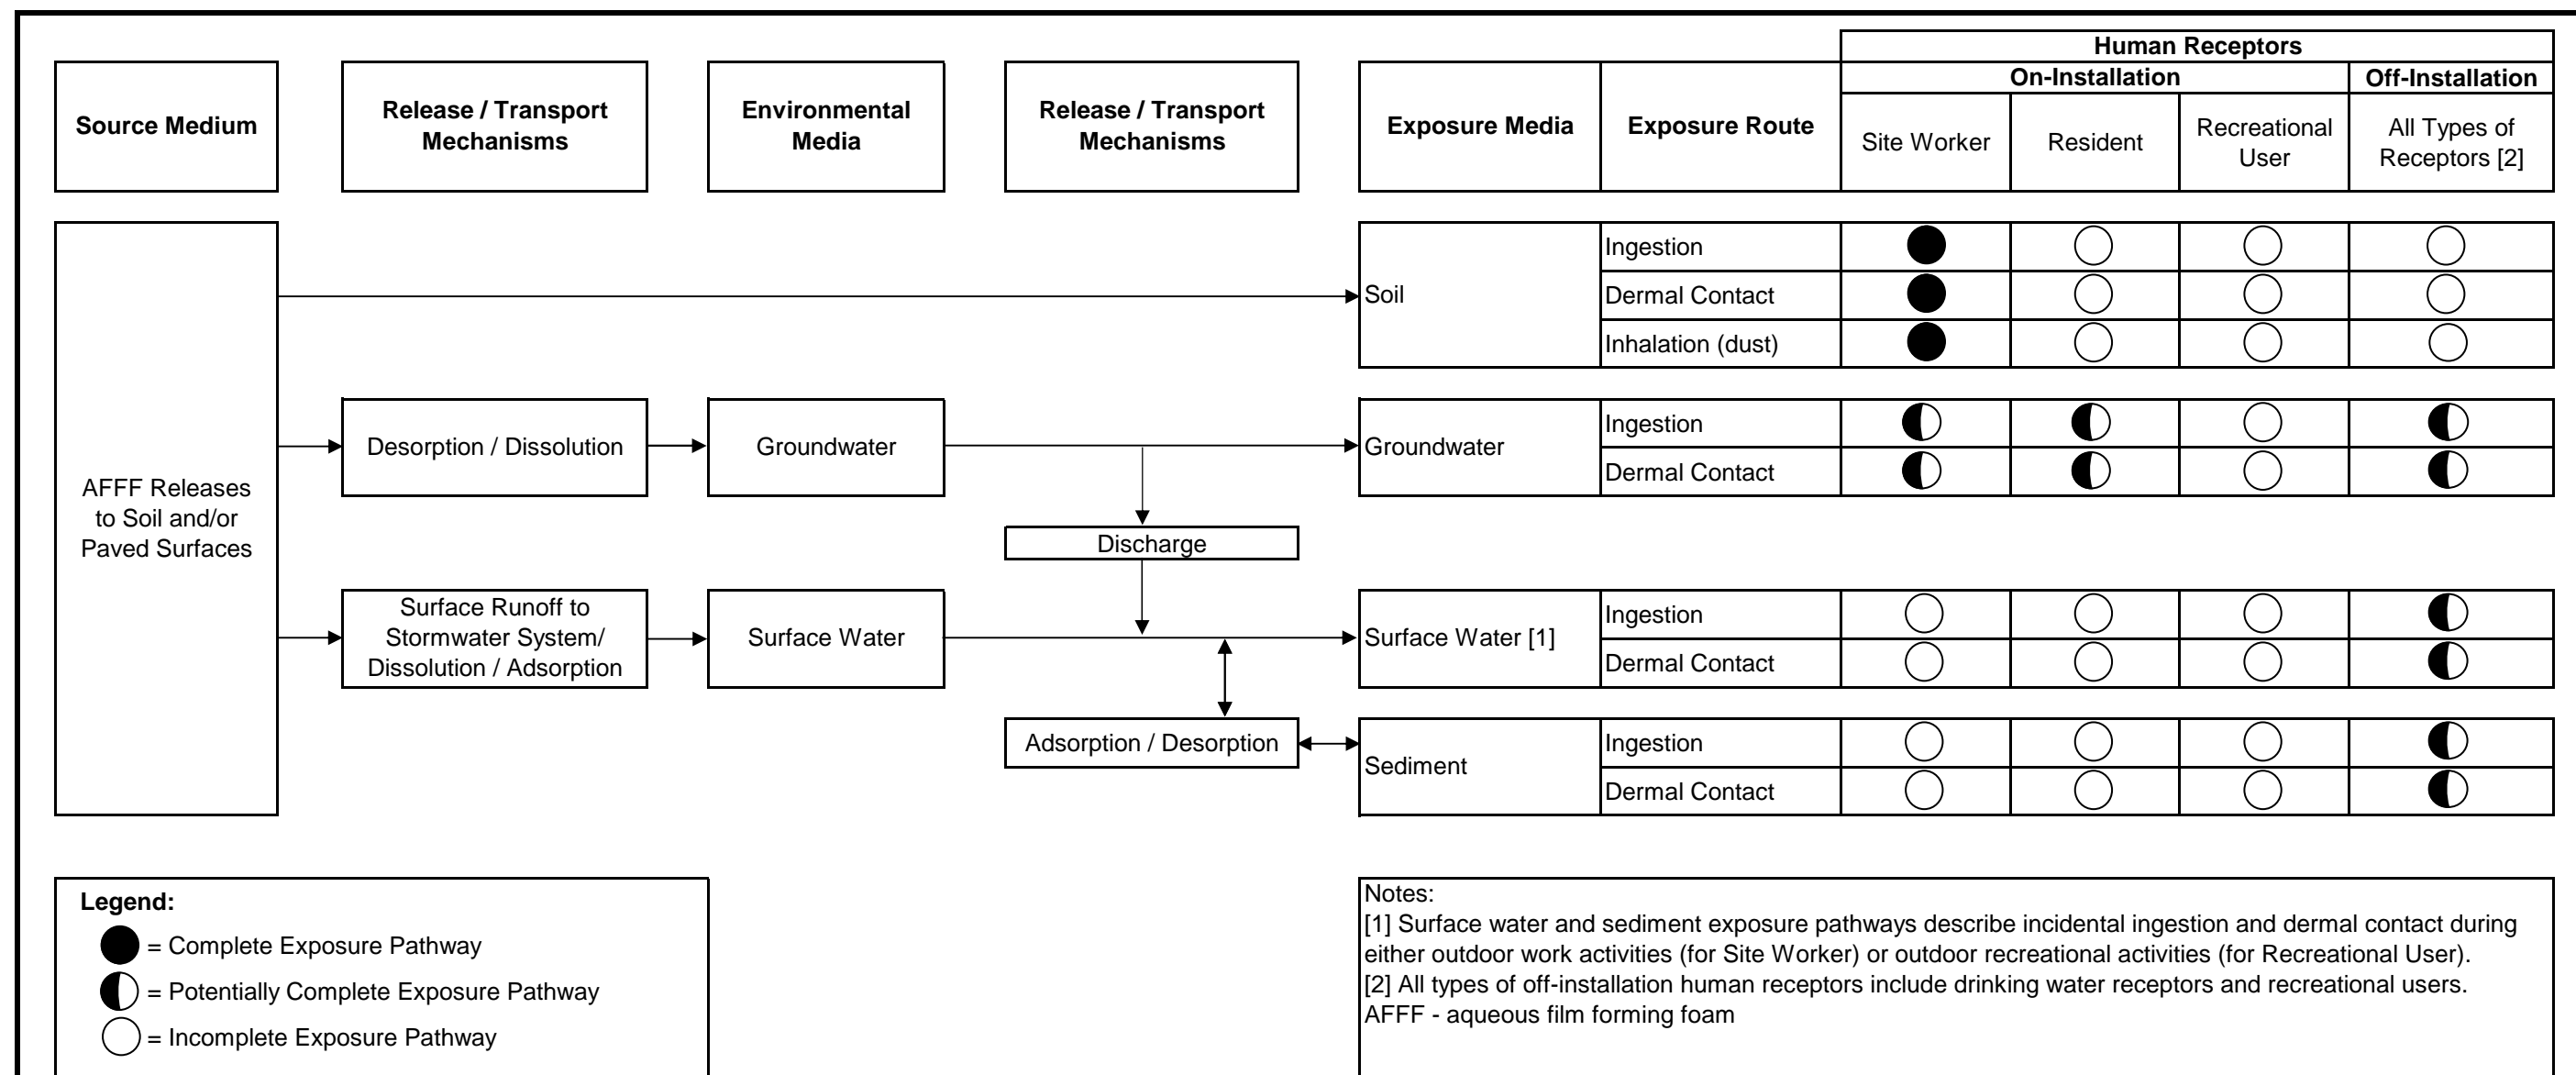 Human Receptors
On-Installation
Off-Installation
Source Medium
Release / Transport
Mechanisms
Environmental
Media
Release / Transport
Mechanisms
Exposure Media
Exposure Route
Site Worker
Resident
Recreational
User
All Types of
Receptors [2]
AFFF Releases
to Soil and/or
Paved Surfaces
Soil
Ingestion
Dermal Contact
Inhalation (dust)
Desorption / Dissolution
Groundwater
Groundwater
Ingestion
Dermal Contact
Discharge
Surface Runoff to
Stormwater System/
Dissolution / Adsorption
Surface Water
Surface Water [1]
Ingestion
Dermal Contact
Adsorption / Desorption
Sediment
Ingestion
Dermal Contact
Legend:
= Complete Exposure Pathway
= Potentially Complete Exposure Pathway
= Incomplete Exposure Pathway
Notes:
[1] Surface water and sediment exposure pathways describe incidental ingestion and dermal contact during
either outdoor work activities (for Site Worker) or outdoor recreational activities (for Recreational User).
[2] All types of off-installation human receptors include drinking water receptors and recreational users.
AFFF - aqueous film forming foam